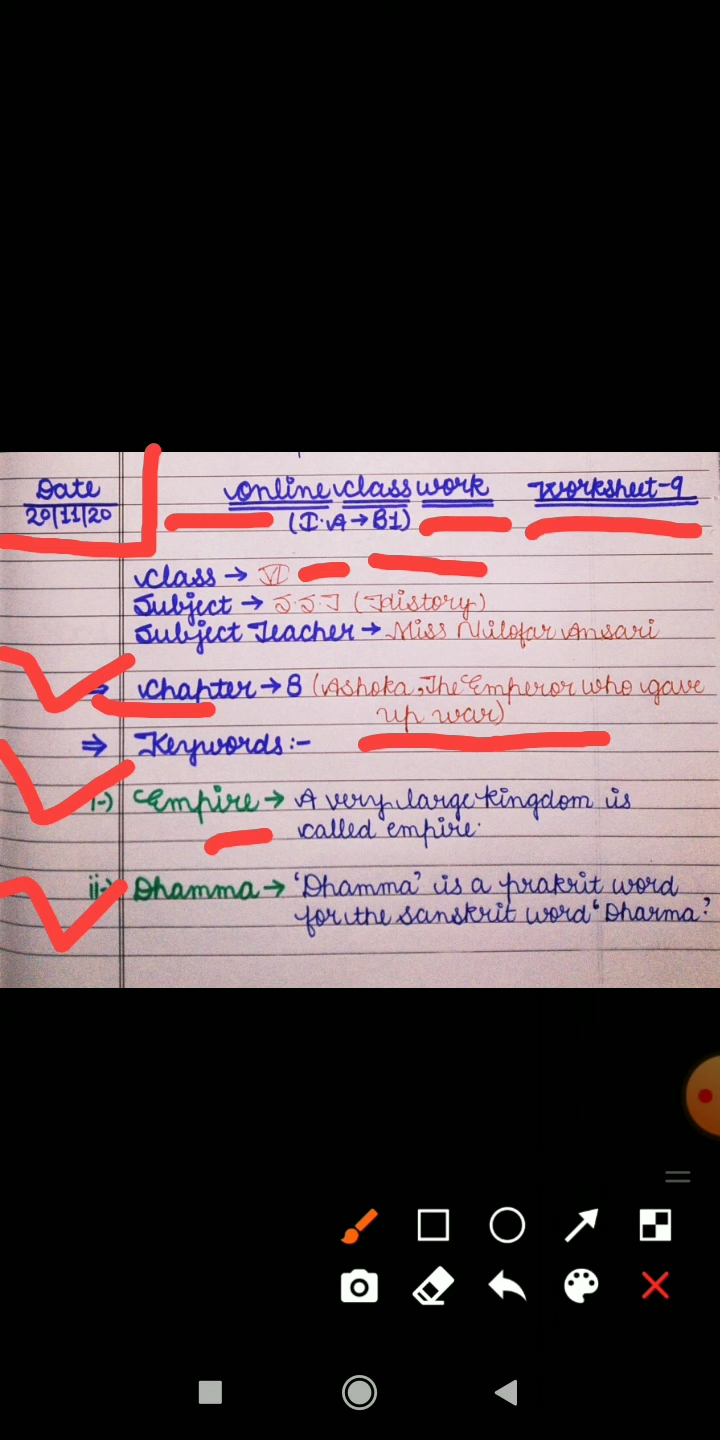 Date
20/11/20
Online class work
Worksheet-9
(I.A→B1)
Class → VI
Subject → S.S.T (History)
Subject Teacher → Miss Nilofar Ansari
⇒ Chapter → 8 (Ashoka, The Emperor who gave
up war)
⇒ Keywords:-
i-) Empire → A very large kingdom is
called empire.
ii-) Dhamma → 'Dhamma' is a prakrit word
for the sanskrit word 'Dharma'.